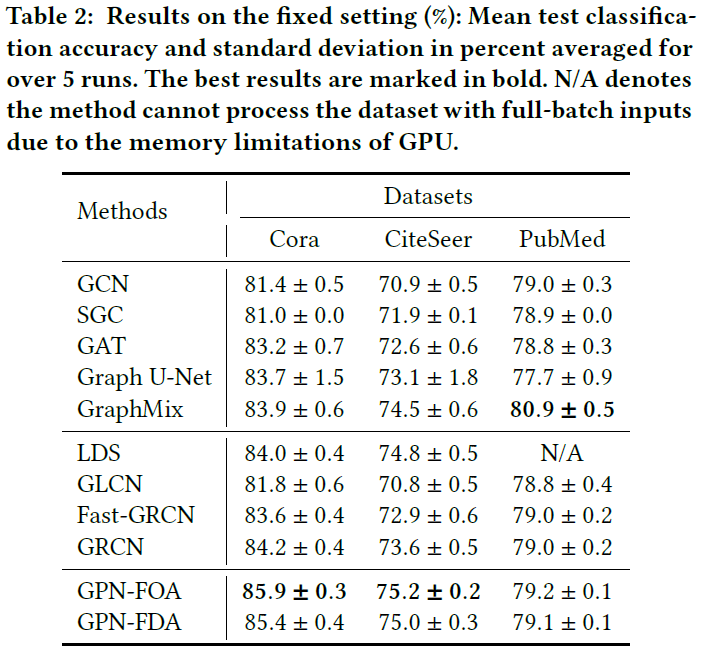 Table 2: Results on the fixed setting (%): Mean test classifica-
tion accuracy and standard deviation in percent averaged for
over 5 runs. The best results are marked in bold. N/A denotes
the method cannot process the dataset with full-batch inputs
due to the memory limitations of GPU.
Methods Datasets
Cora CiteSeer PubMed
GCN 81.4 ± 0.5 70.9 ± 0.5 79.0 ± 0.3
SGC 81.0 ± 0.0 71.9 ± 0.1 78.9 ± 0.0
GAT 83.2 ± 0.7 72.6 ± 0.6 78.8 ± 0.3
Graph U-Net 83.7 ± 1.5 73.1 ± 1.8 77.7 ± 0.9
GraphMix 83.9 ± 0.6 74.5 ± 0.6 80.9 ± 0.5
LDS 84.0 ± 0.4 74.8 ± 0.5 N/A
GLCN 81.8 ± 0.6 70.8 ± 0.5 78.8 ± 0.4
Fast-GRCN 83.6 ± 0.4 72.9 ± 0.6 79.0 ± 0.2
GRCN 84.2 ± 0.4 73.6 ± 0.5 79.0 ± 0.2
GPN-FOA 85.9 ± 0.3 75.2 ± 0.2 79.2 ± 0.1
GPN-FDA 85.4 ± 0.4 75.0 ± 0.3 79.1 ± 0.1